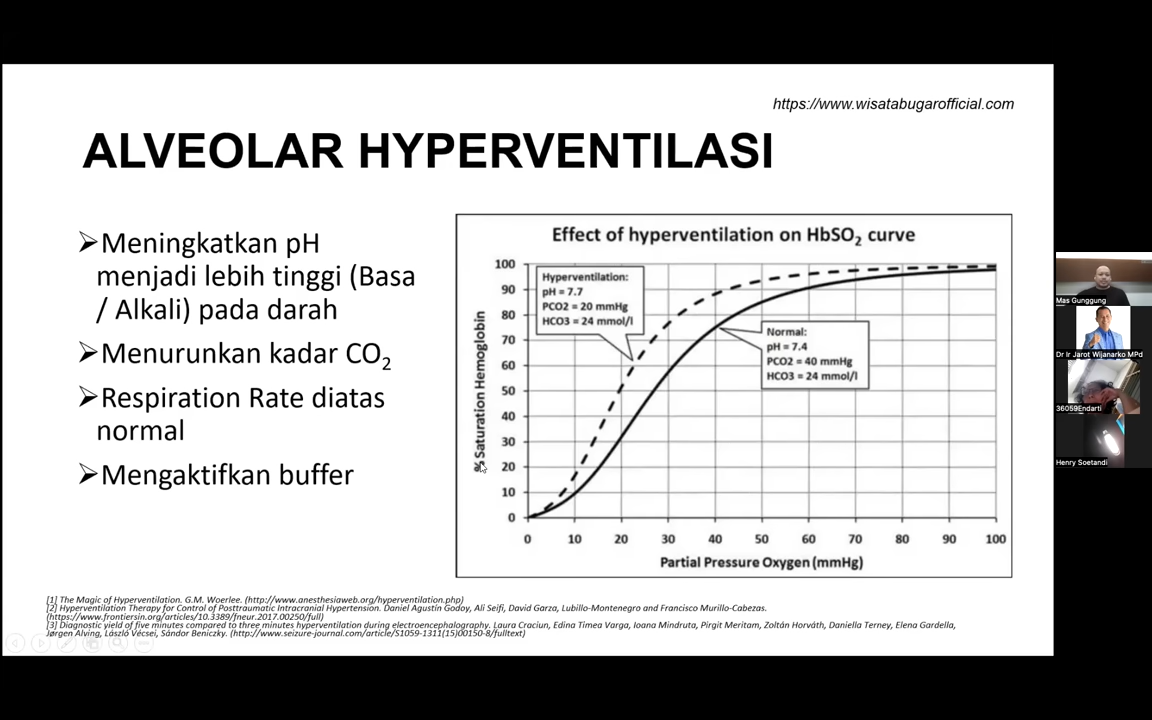 https://www.wisatabugarofficial.com
ALVEOLAR HYPERVENTILASI
➢Meningkatkan pH
menjadi lebih tinggi (Basa
/ Alkali) pada darah
➢Menurunkan kadar CO₂
➢Respiration Rate diatas
normal
➢Mengaktifkan buffer
Effect of hyperventilation on HbSO₂ curve
% Saturation Hemoglobin
100
90
80
70
60
50
40
30
20
10
0
Hyperventilation:
pH = 7.7
PCO2 = 20 mmHg
HCO3 = 24 mmol/l
Normal:
pH = 7.4
PCO2 = 40 mmHg
HCO3 = 24 mmol/l
0 10 20 30 40 50 60 70 80 90 100
Partial Pressure Oxygen (mmHg)
[1] The Magic of Hyperventilation. G.M. Woerlee. (http://www.anesthesiaweb.org/hyperventilation.php)
[2] Hyperventilation Therapy for Control of Posttraumatic Intracranial Hypertension. Daniel Agustín Godoy, Ali Seifi, David Garza, Lubillo-Montenegro and Francisco Murillo-Cabezas.
(https://www.frontiersin.org/articles/10.3389/fneur.2017.00250/full)
[3] Diagnostic yield of five minutes compared to three minutes hyperventilation during electroencephalography. Laura Craciun, Edina Timea Varga, Ioana Mindruta, Pirgit Meritam, Zoltán Horváth, Daniella Terney, Elena Gardella,
Jørgen Alving, László Vécsei, Sándor Beniczky. (http://www.seizure-journal.com/article/S1059-1311(15)00150-8/fulltext)
Mas Gunggung
Dr Ir Jarot Wijanarko MPd
36059Endarti
Henry Soetandi